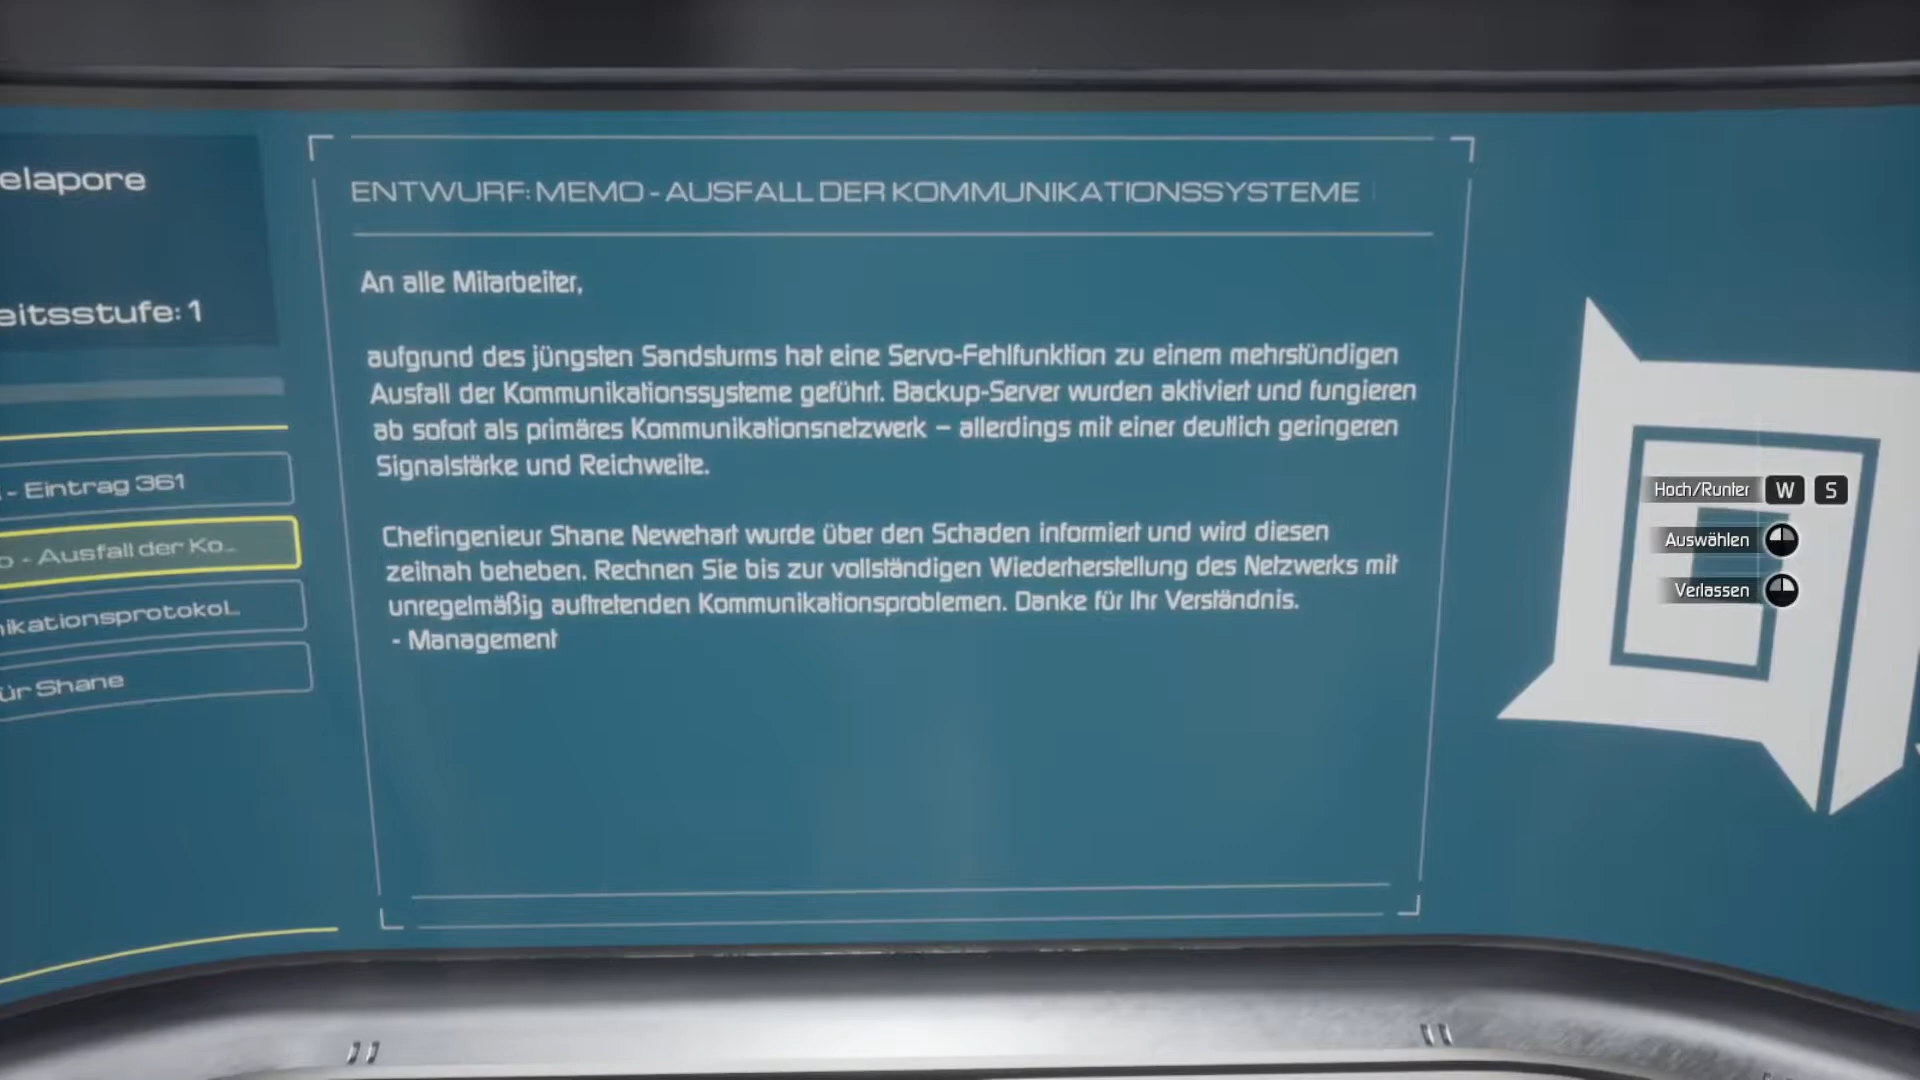 elapore
eitsstufe: 1
- Eintrag 361
o - Ausfall der Ko...
nikationsprotokol...
ür Shane
ENTWURF: MEMO - AUSFALL DER KOMMUNIKATIONSSYSTEME
An alle Mitarbeiter,
aufgrund des jüngsten Sandsturms hat eine Servo-Fehlfunktion zu einem mehrstündigen
Ausfall der Kommunikationssysteme geführt. Backup-Server wurden aktiviert und fungieren
ab sofort als primäres Kommunikationsnetzwerk – allerdings mit einer deutlich geringeren
Signalstärke und Reichweite.
Chefingenieur Shane Newehart wurde über den Schaden informiert und wird diesen
zeitnah beheben. Rechnen Sie bis zur vollständigen Wiederherstellung des Netzwerks mit
unregelmäßig auftretenden Kommunikationsproblemen. Danke für Ihr Verständnis.
- Management
Hoch/Runter W S
Auswählen
Verlassen